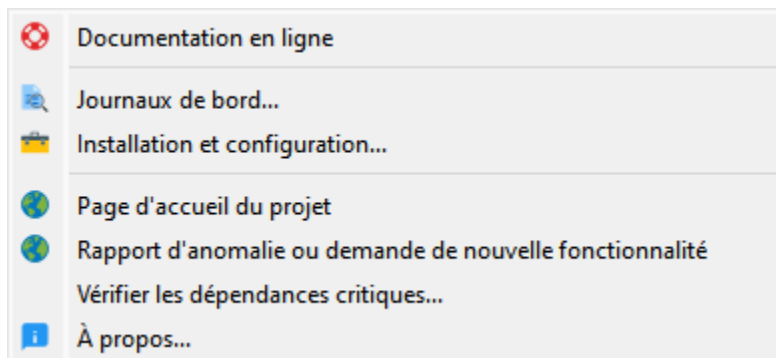 Documentation en ligne
Journaux de bord...
Installation et configuration...
Page d'accueil du projet
Rapport d'anomalie ou demande de nouvelle fonctionnalité
Vérifier les dépendances critiques...
À propos...